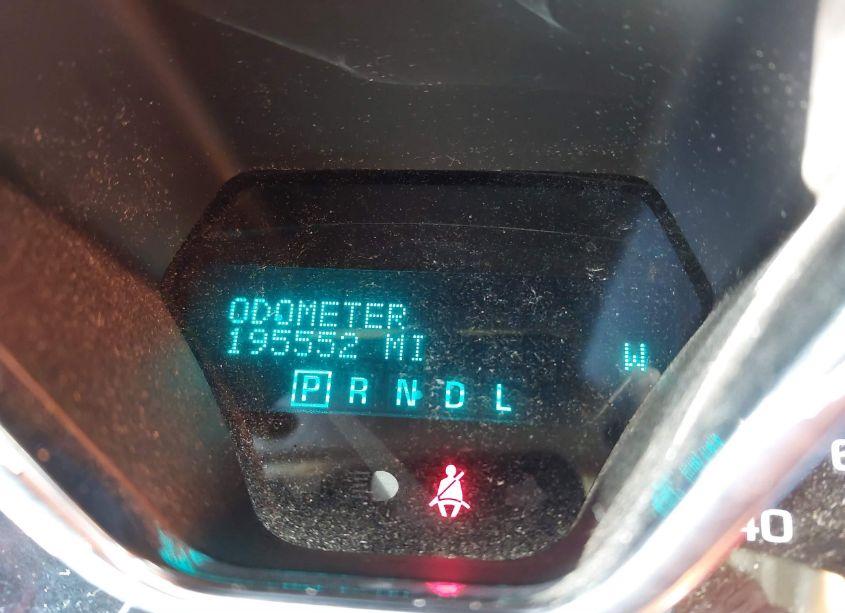 ODOMETER
195552 MI
W
P R N D L
40